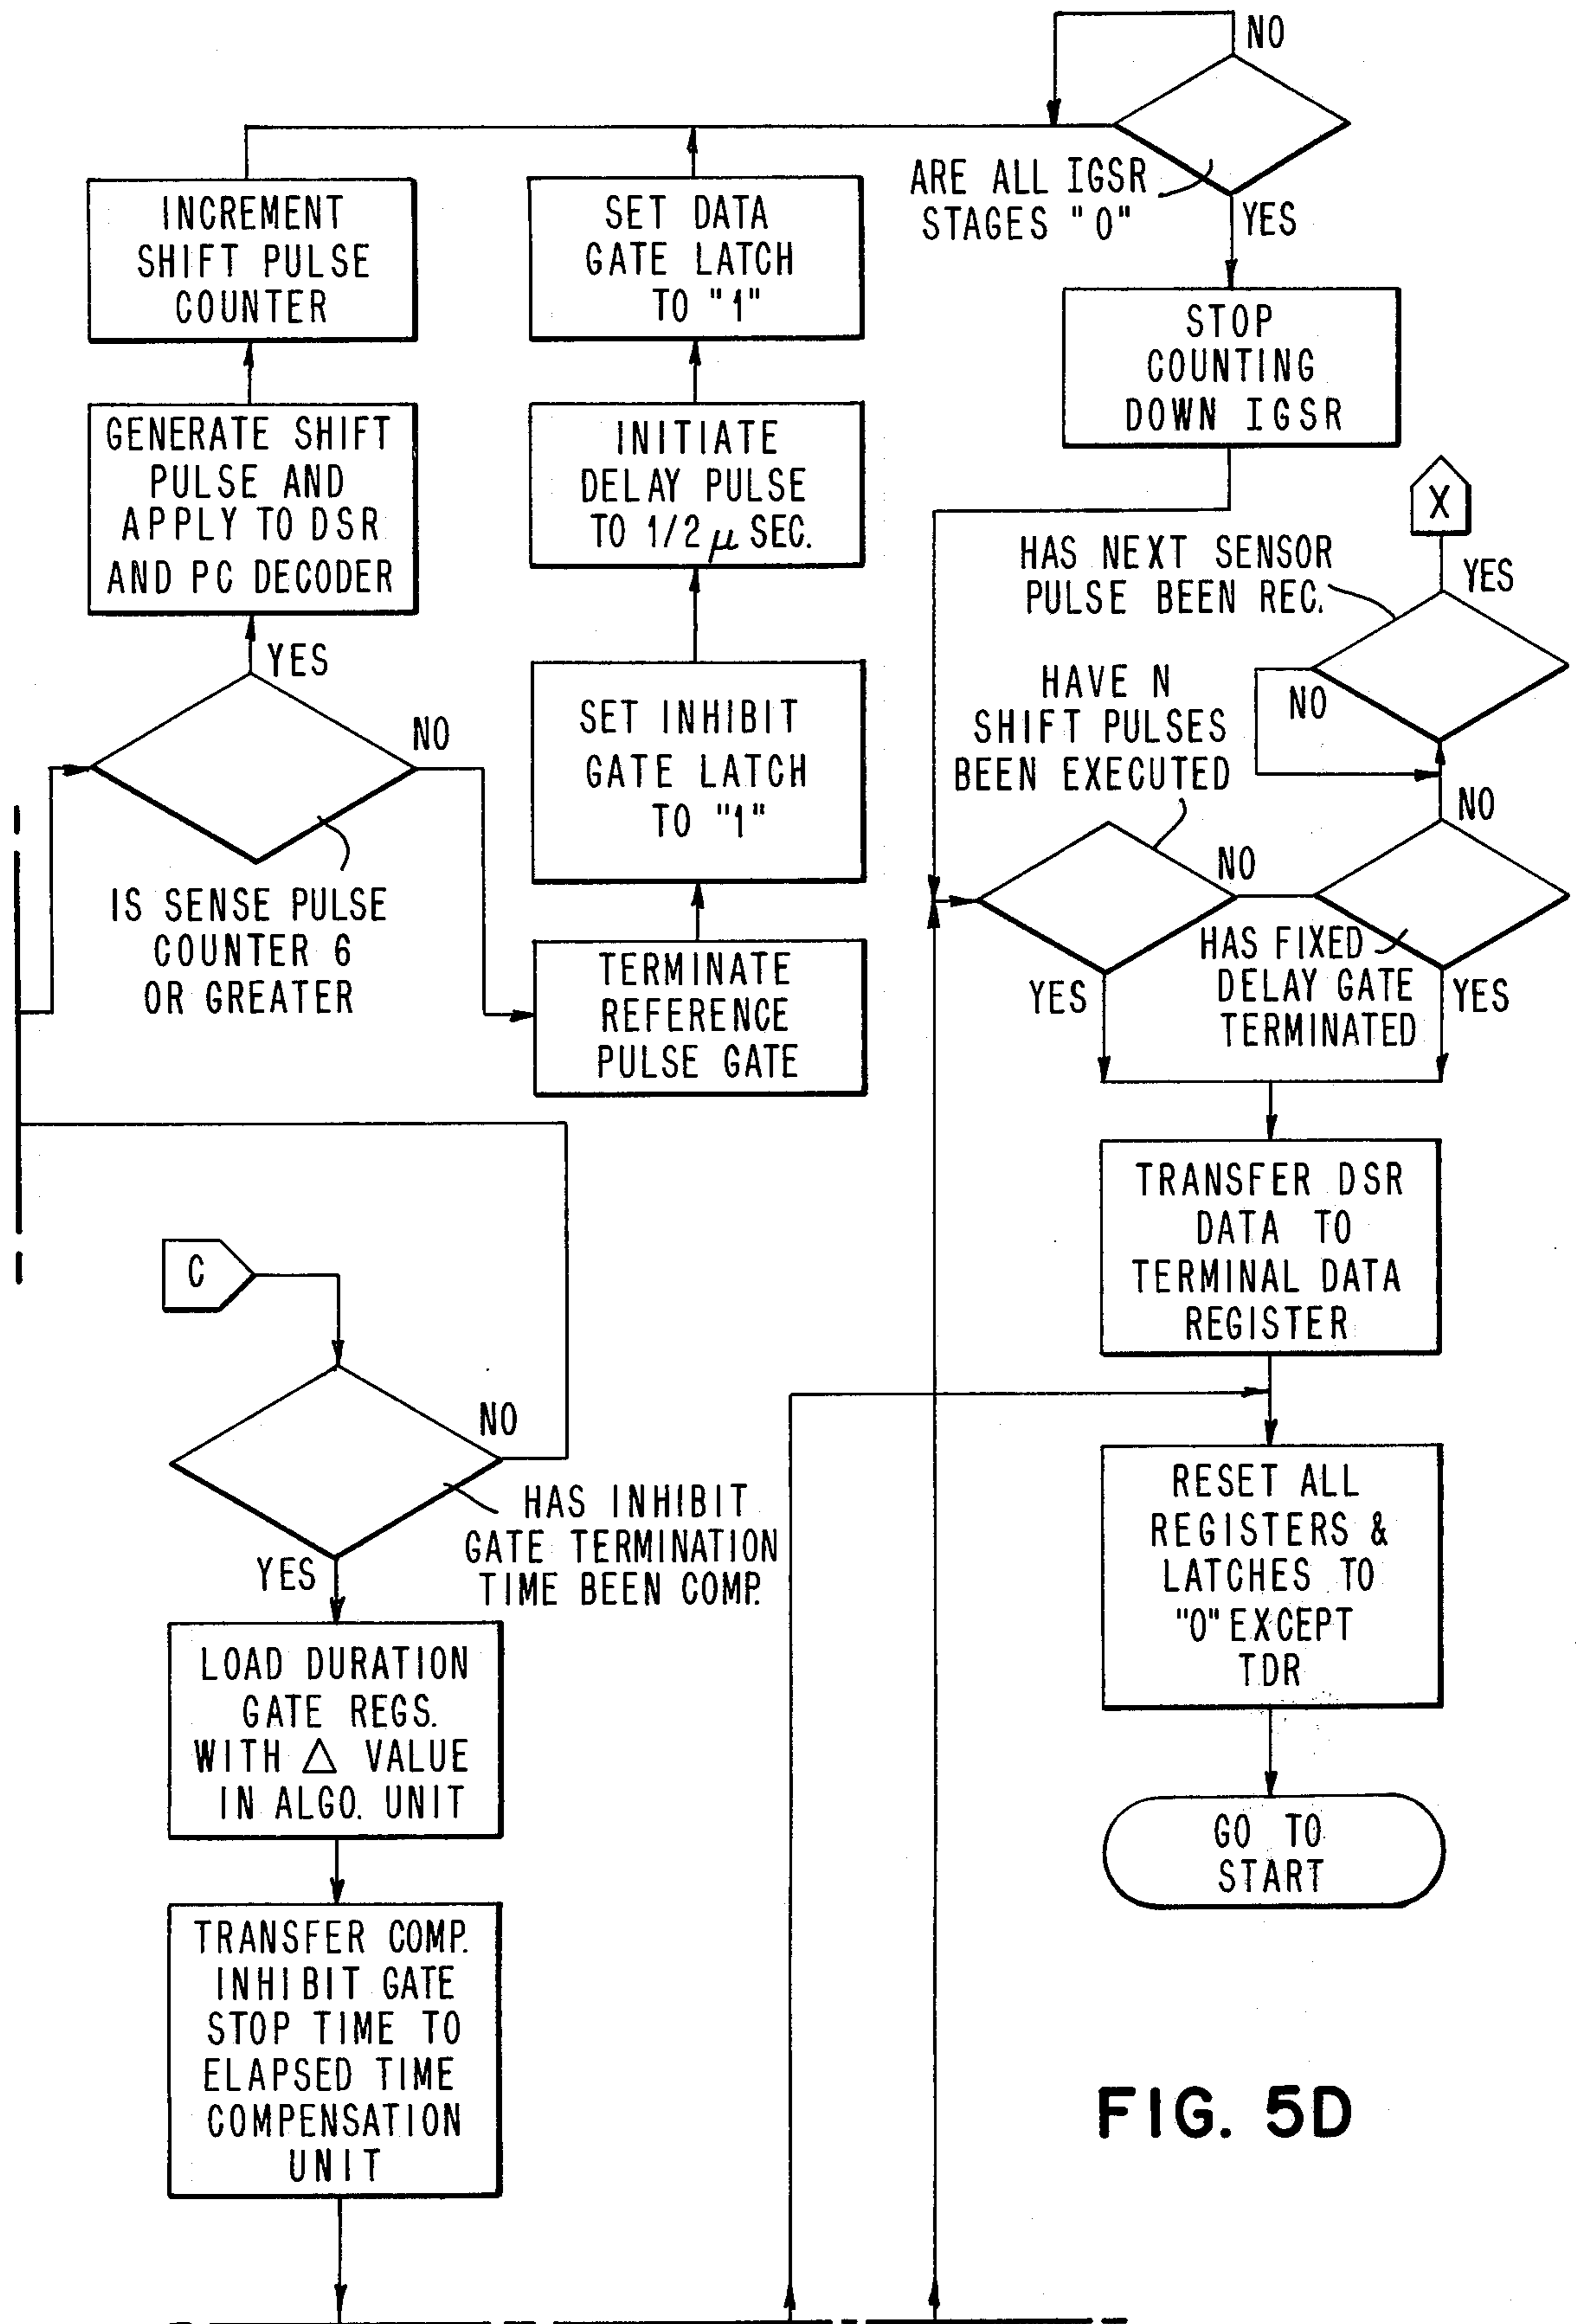 NO
ARE ALL IGSR
STAGES "0"
YES
INCREMENT
SHIFT PULSE
COUNTER
SET DATA
GATE LATCH
TO "1"
STOP
COUNTING
DOWN IGSR
GENERATE SHIFT
PULSE AND
APPLY TO DSR
AND PC DECODER
INITIATE
DELAY PULSE
TO 1/2 μ SEC.
X
HAS NEXT SENSOR
PULSE BEEN REC.
YES
NO
YES
NO
SET INHIBIT
GATE LATCH
TO "1"
HAVE N
SHIFT PULSES
BEEN EXECUTED
NO
NO
IS SENSE PULSE
COUNTER 6
OR GREATER
TERMINATE
REFERENCE
PULSE GATE
YES
HAS FIXED
DELAY GATE
TERMINATED
YES
TRANSFER DSR
DATA TO
TERMINAL DATA
REGISTER
C
NO
HAS INHIBIT
GATE TERMINATION
TIME BEEN COMP.
YES
RESET ALL
REGISTERS &
LATCHES TO
"0" EXCEPT
TDR
LOAD DURATION
GATE REGS.
WITH △ VALUE
IN ALGO. UNIT
GO TO
START
TRANSFER COMP.
INHIBIT GATE
STOP TIME TO
ELAPSED TIME
COMPENSATION
UNIT
FIG. 5D